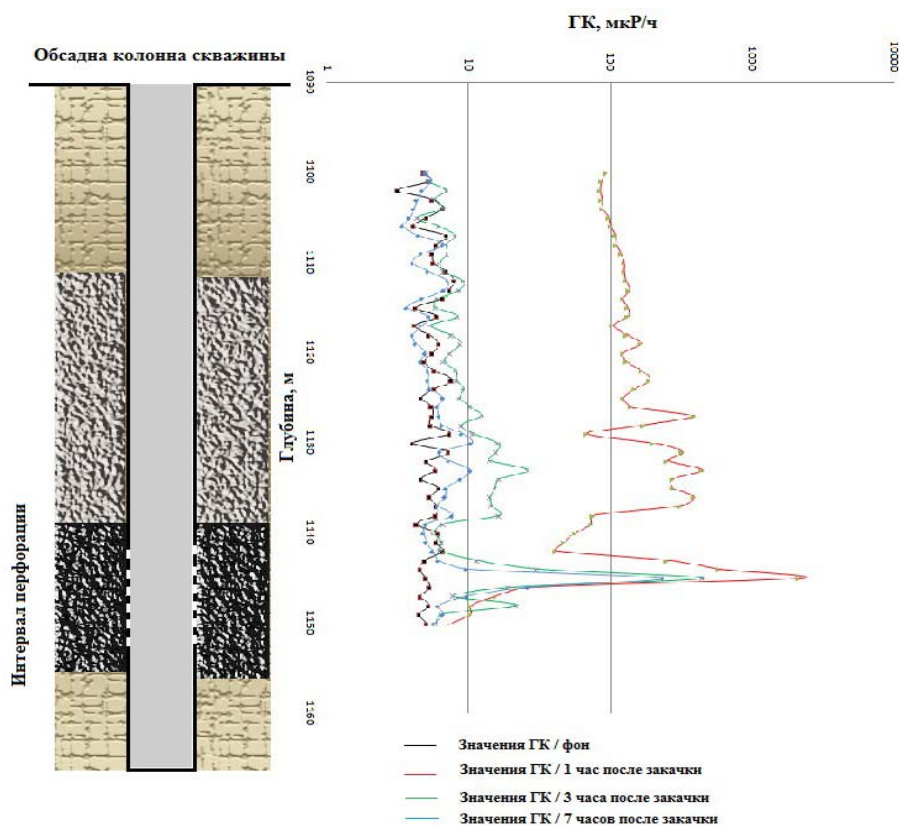 ГК, мкР/ч
Обсадна колонна скважины
1
10
100
1000
10000
1090
1100
1110
1120
1130
1140
1150
1160
Глубина, м
Интервал перфорации
Значения ГК / фон
Значения ГК / 1 час после закачки
Значения ГК / 3 часа после закачки
Значения ГК / 7 часов после закачки